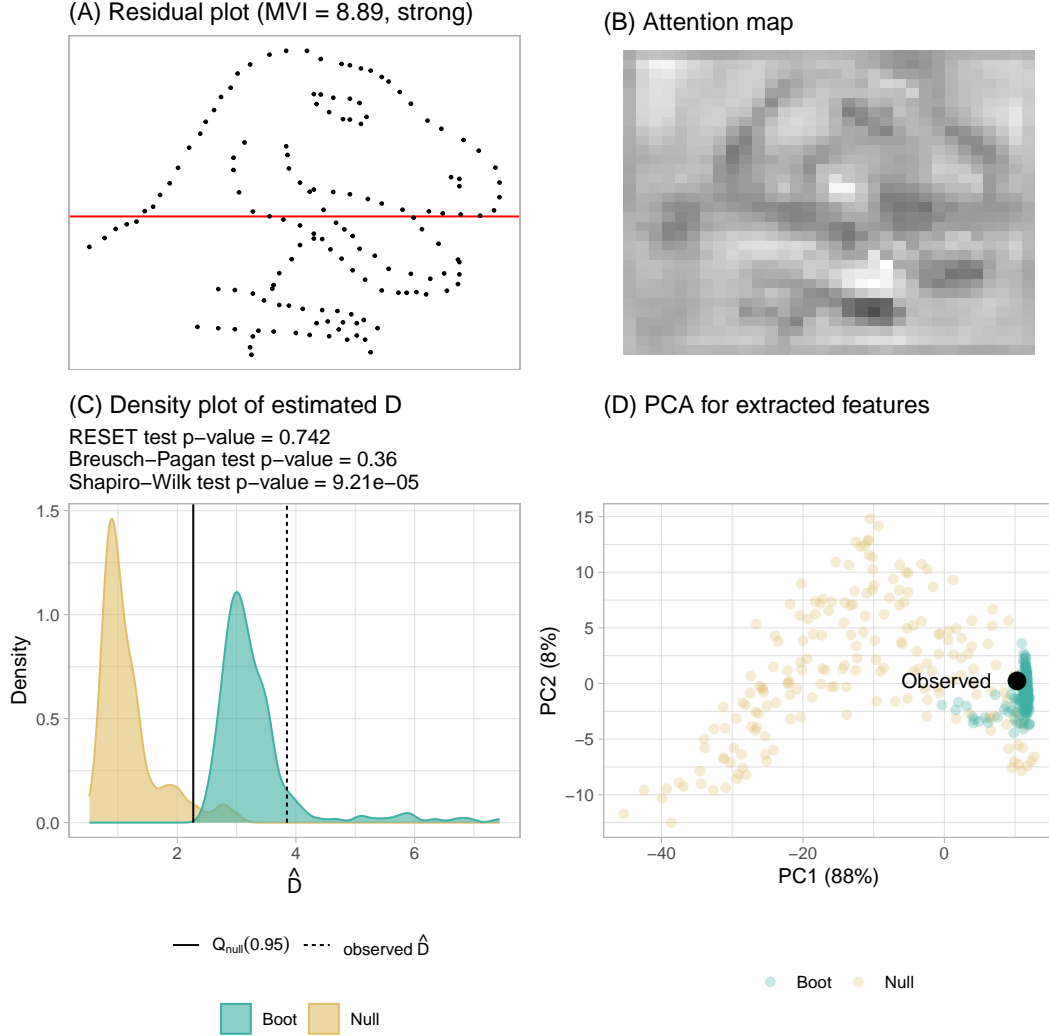 (A) Residual plot (MVI = 8.89, strong)
(B) Attention map
(C) Density plot of estimated D
RESET test p−value = 0.742
Breusch−Pagan test p−value = 0.36
Shapiro−Wilk test p−value = 9.21e−05
1.5
1.0
0.5
0.0
Density
2
4
6
D̂
Q_null(0.95)
observed D̂
Boot
Null
(D) PCA for extracted features
15
10
5
0
−5
−10
PC2 (8%)
Observed
−40
−20
0
PC1 (88%)
Boot
Null